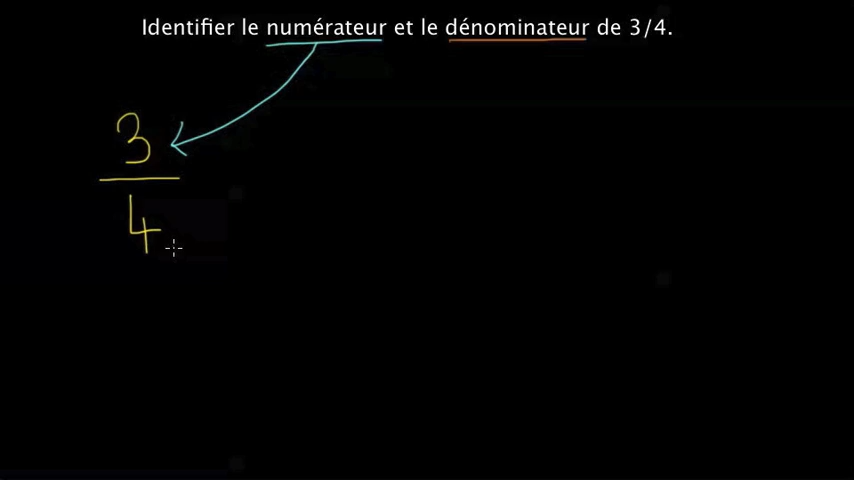 Identifier le numérateur et le dénominateur de 3/4.
3
4